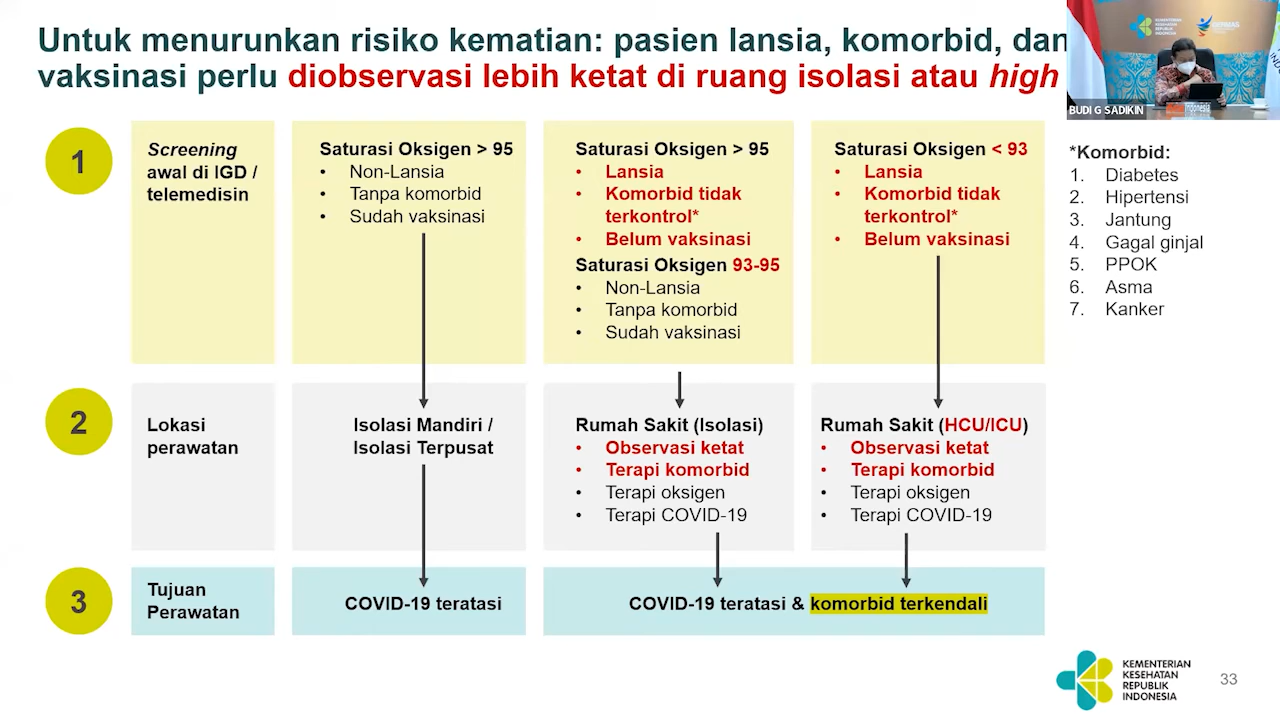 Untuk menurunkan risiko kematian: pasien lansia, komorbid, dan
vaksinasi perlu diobservasi lebih ketat di ruang isolasi atau high
BUDI G SADIKIN
1
Screening
awal di IGD /
telemedisin
Saturasi Oksigen > 95
• Non-Lansia
• Tanpa komorbid
• Sudah vaksinasi
Saturasi Oksigen > 95
• Lansia
• Komorbid tidak
terkontrol*
• Belum vaksinasi
Saturasi Oksigen 93-95
• Non-Lansia
• Tanpa komorbid
• Sudah vaksinasi
Saturasi Oksigen < 93
• Lansia
• Komorbid tidak
terkontrol*
• Belum vaksinasi
*Komorbid:
1. Diabetes
2. Hipertensi
3. Jantung
4. Gagal ginjal
5. PPOK
6. Asma
7. Kanker
2
Lokasi
perawatan
Isolasi Mandiri /
Isolasi Terpusat
Rumah Sakit (Isolasi)
• Observasi ketat
• Terapi komorbid
• Terapi oksigen
• Terapi COVID-19
Rumah Sakit (HCU/ICU)
• Observasi ketat
• Terapi komorbid
• Terapi oksigen
• Terapi COVID-19
3
Tujuan
Perawatan
COVID-19 teratasi
COVID-19 teratasi & komorbid terkendali
KEMENTERIAN
KESEHATAN
REPUBLIK
INDONESIA
33